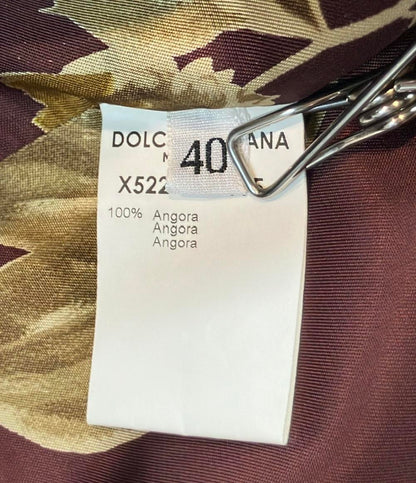 DOLC ANA
M
40
X522
100% Angora
Angora
Angora